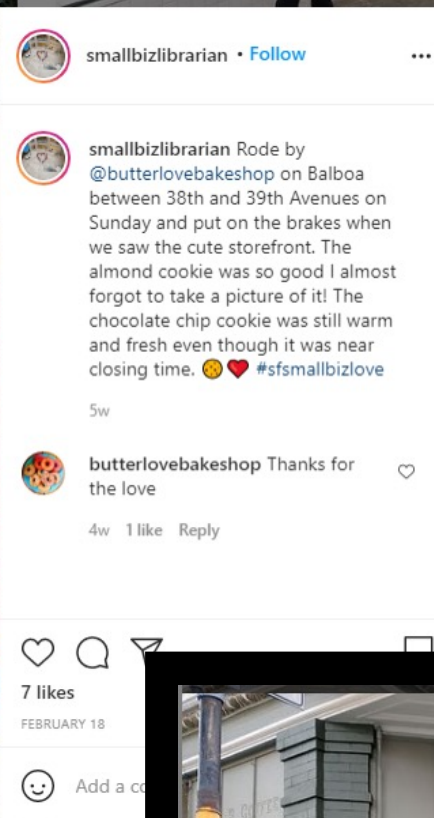 smallbizlibrarian • Follow
smallbizlibrarian Rode by
@butterlovebakeshop on Balboa
between 38th and 39th Avenues on
Sunday and put on the brakes when
we saw the cute storefront. The
almond cookie was so good I almost
forgot to take a picture of it! The
chocolate chip cookie was still warm
and fresh even though it was near
closing time. 🍪❤️ #sfsmallbizlove
5w
butterlovebakeshop Thanks for
the love
4w 1 like Reply
7 likes
FEBRUARY 18
Add a co